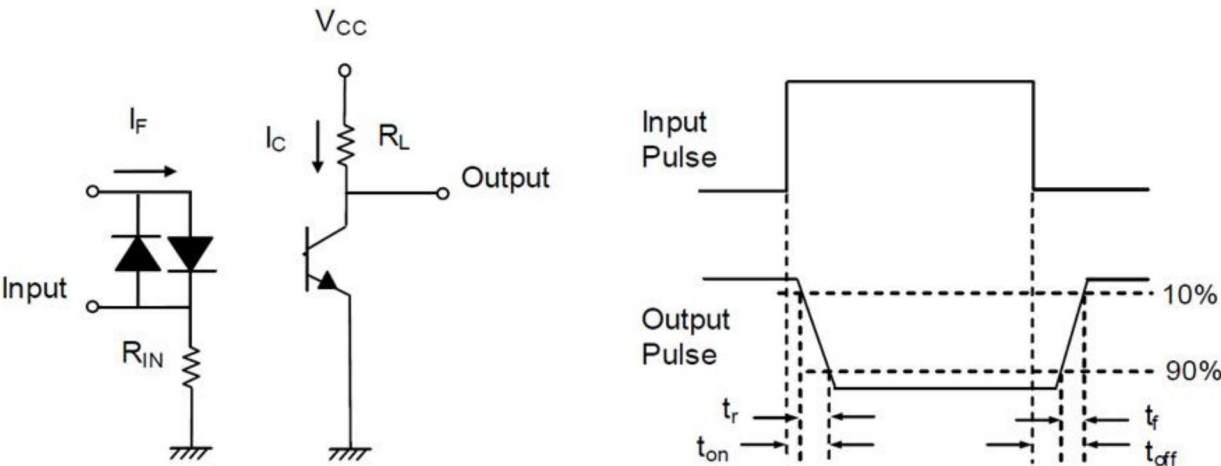 V_CC
I_F
I_C
R_L
Output
Input
R_IN
Input
Pulse
Output
Pulse
10%
90%
t_r
t_f
t_on
t_off